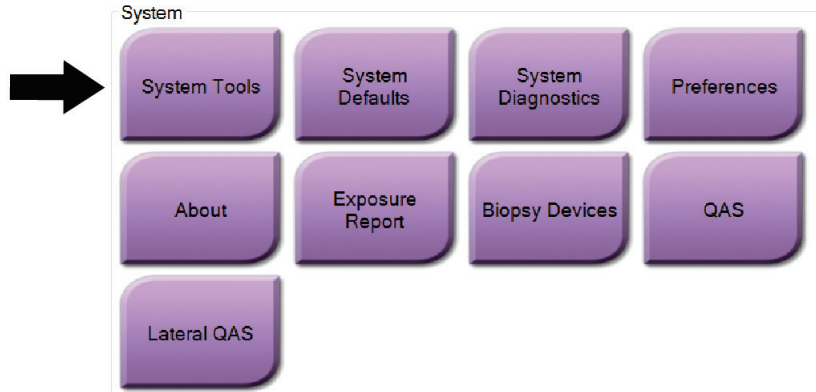 System
System Tools
System
Defaults
System
Diagnostics
Preferences
About
Exposure
Report
Biopsy Devices
QAS
Lateral QAS